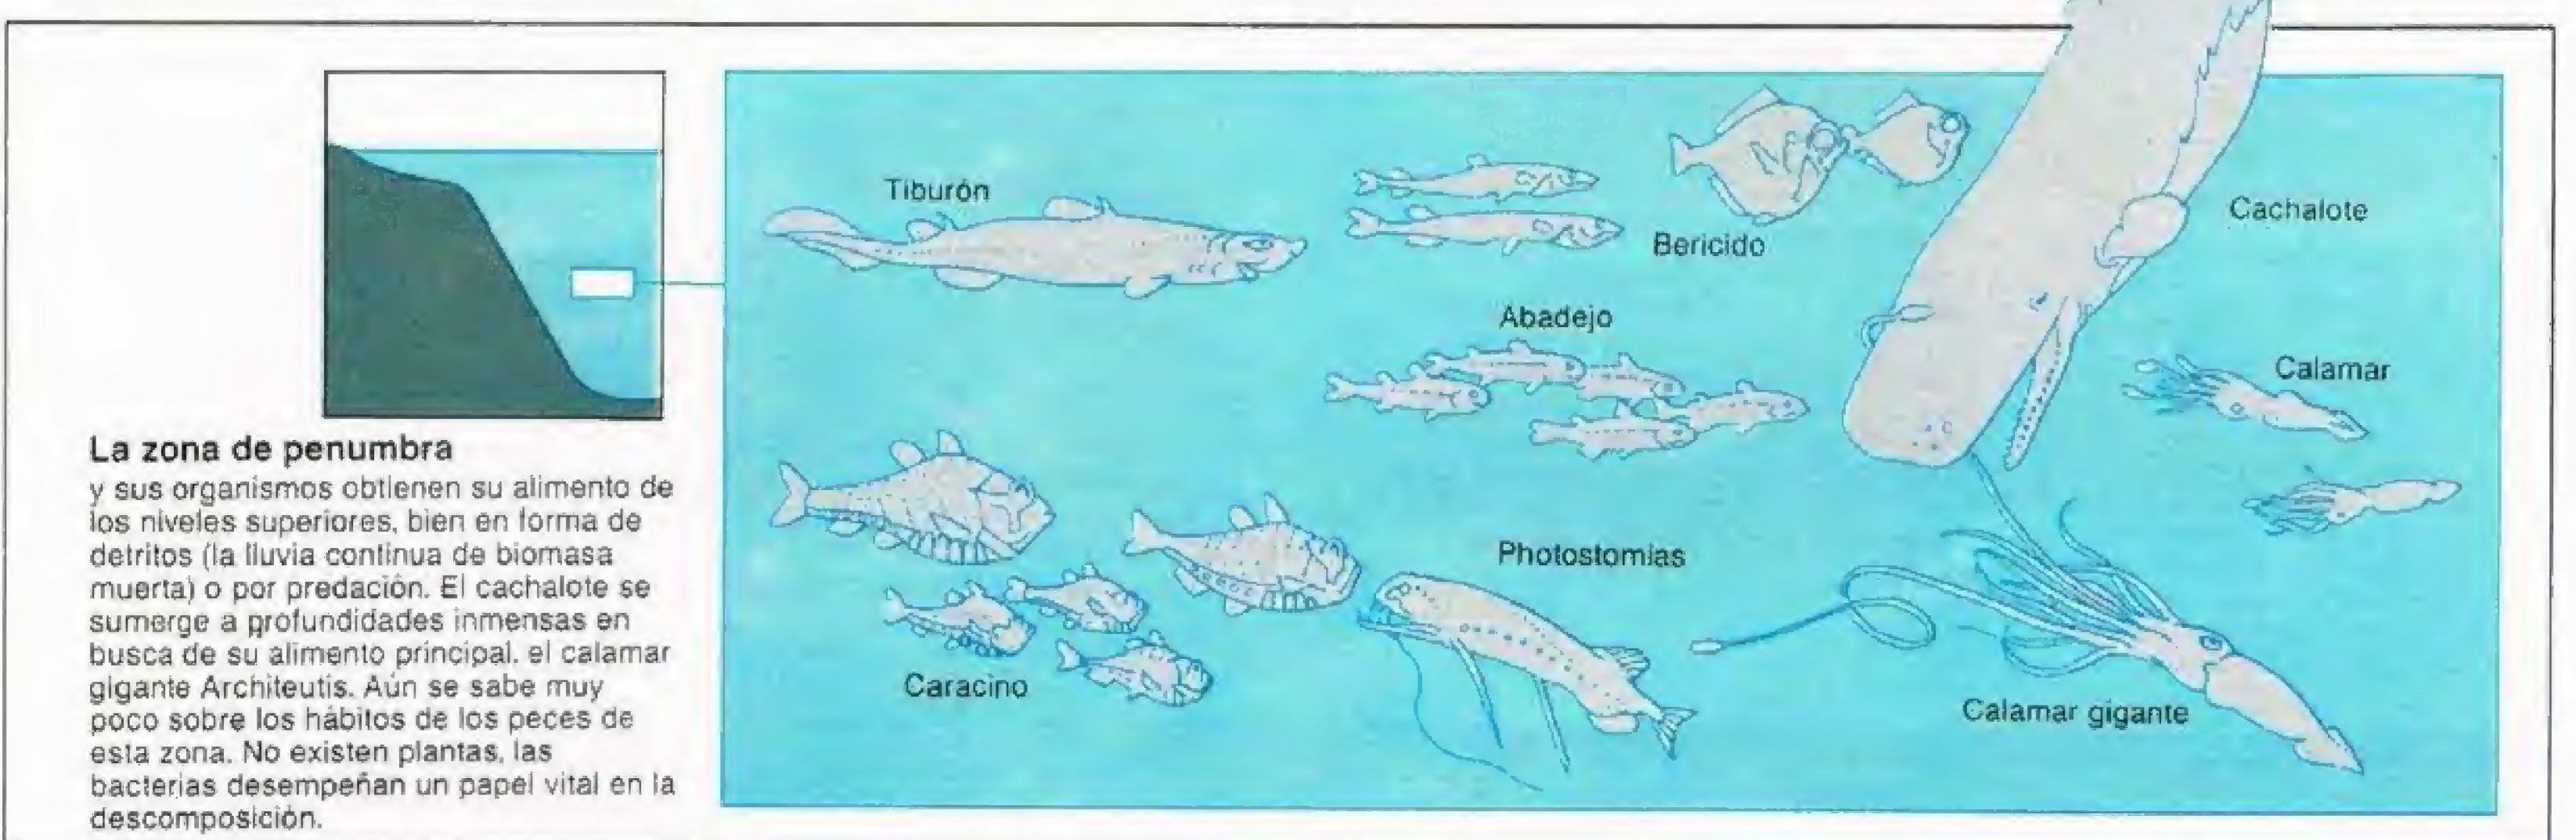 Tiburón
Bericido
Cachalote
Abadejo
Calamar
Photostomias
Caracino
Calamar gigante
La zona de penumbra
y sus organismos obtienen su alimento de
los niveles superiores, bien en forma de
detritos (la lluvia continua de biomasa
muerta) o por predación. El cachalote se
sumerge a profundidades inmensas en
busca de su alimento principal, el calamar
gigante Architeutis. Aún se sabe muy
poco sobre los hábitos de los peces de
esta zona. No existen plantas, las
bacterias desempeñan un papel vital en la
descomposición.